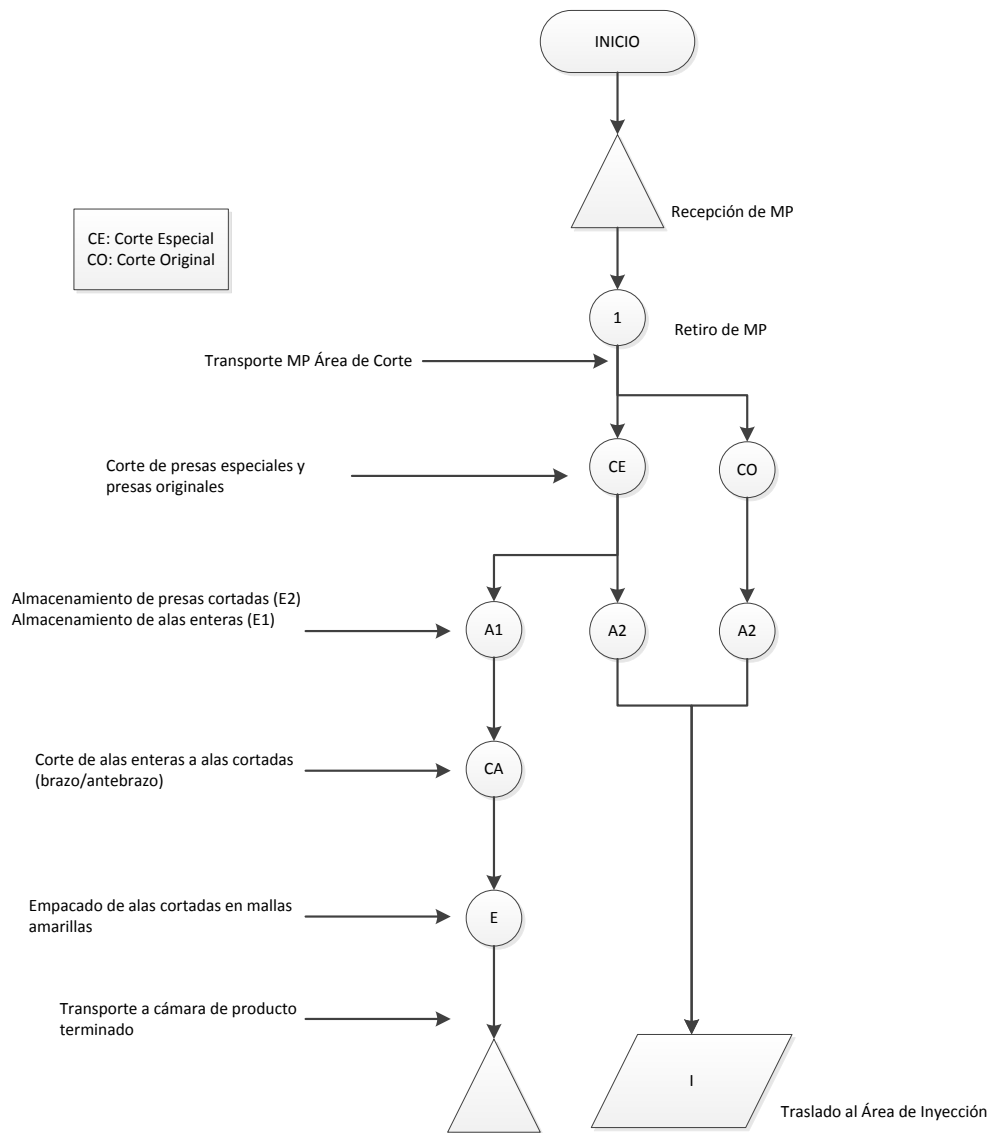 INICIO
Recepción de MP
CE: Corte Especial
CO: Corte Original
1
Retiro de MP
Transporte MP Área de Corte
Corte de presas especiales y
presas originales
CE
CO
Almacenamiento de presas cortadas (E2)
Almacenamiento de alas enteras (E1)
A1
A2
A2
Corte de alas enteras a alas cortadas
(brazo/antebrazo)
CA
Empacado de alas cortadas en mallas
amarillas
E
Transporte a cámara de producto
terminado
I
Traslado al Área de Inyección